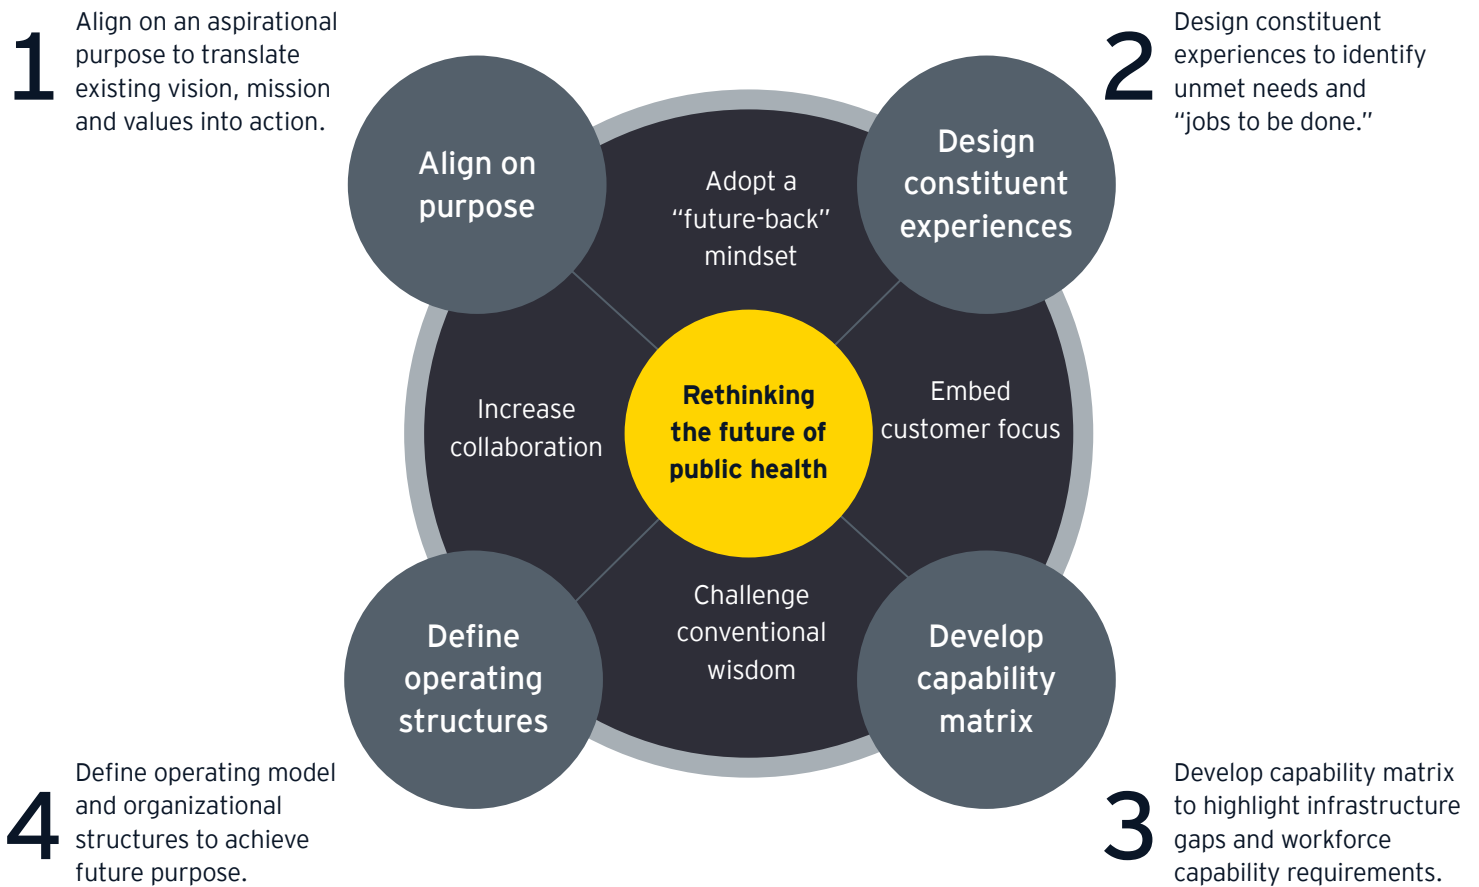 1
Align on an aspirational
purpose to translate
existing vision, mission
and values into action.
2
Design constituent
experiences to identify
unmet needs and
“jobs to be done.”
Align on
purpose
Adopt a
“future-back”
mindset
Design
constituent
experiences
Increase
collaboration
Rethinking
the future of
public health
Embed
customer focus
Define
operating
structures
Challenge
conventional
wisdom
Develop
capability
matrix
4
Define operating model
and organizational
structures to achieve
future purpose.
3
Develop capability matrix
to highlight infrastructure
gaps and workforce
capability requirements.